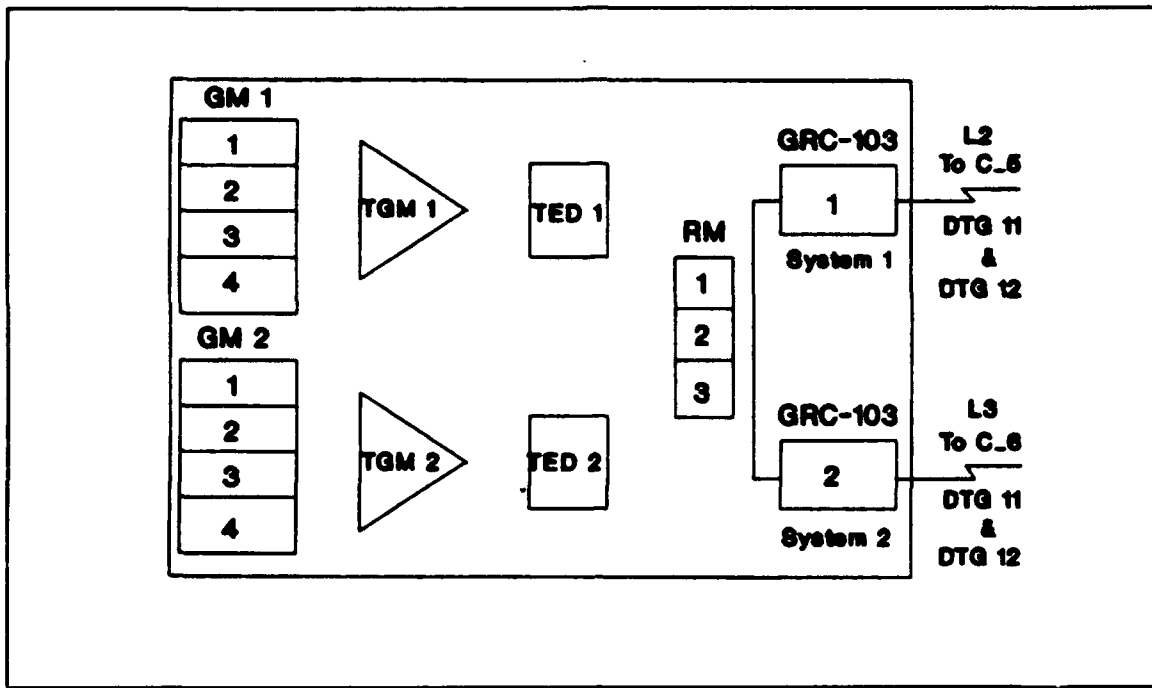 GM 1
1
2
3
4
GM 2
1
2
3
4
TGM 1
TED 1
TGM 2
TED 2
RM
1
2
3
GRC-103
1
System 1
GRC-103
2
System 2
L2
To C_5
DTG 11
&
DTG 12
L3
To C_6
DTG 11
&
DTG 12